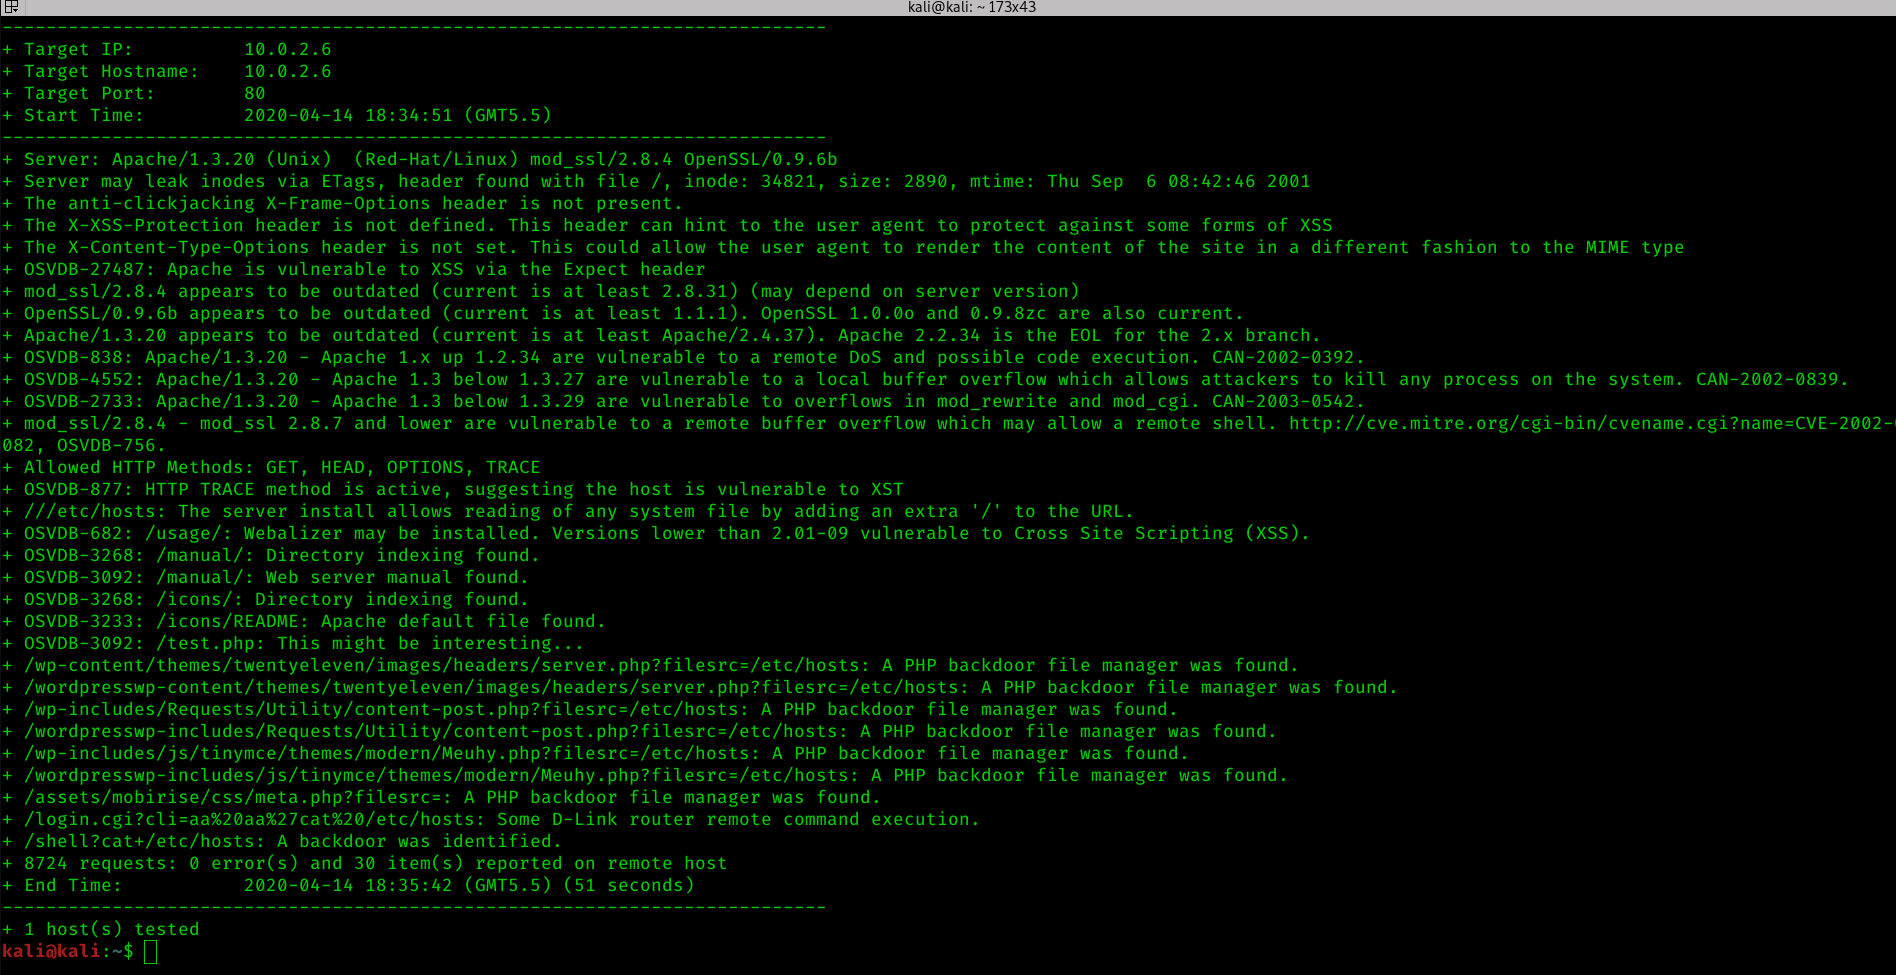 kali@kali: ~ 173x43
---------------------------------------------------------------------------
+ Target IP:          10.0.2.6
+ Target Hostname:    10.0.2.6
+ Target Port:        80
+ Start Time:         2020-04-14 18:34:51 (GMT5.5)
---------------------------------------------------------------------------
+ Server: Apache/1.3.20 (Unix)  (Red-Hat/Linux) mod_ssl/2.8.4 OpenSSL/0.9.6b
+ Server may leak inodes via ETags, header found with file /, inode: 34821, size: 2890, mtime: Thu Sep  6 08:42:46 2001
+ The anti-clickjacking X-Frame-Options header is not present.
+ The X-XSS-Protection header is not defined. This header can hint to the user agent to protect against some forms of XSS
+ The X-Content-Type-Options header is not set. This could allow the user agent to render the content of the site in a different fashion to the MIME type
+ OSVDB-27487: Apache is vulnerable to XSS via the Expect header
+ mod_ssl/2.8.4 appears to be outdated (current is at least 2.8.31) (may depend on server version)
+ OpenSSL/0.9.6b appears to be outdated (current is at least 1.1.1). OpenSSL 1.0.0o and 0.9.8zc are also current.
+ Apache/1.3.20 appears to be outdated (current is at least Apache/2.4.37). Apache 2.2.34 is the EOL for the 2.x branch.
+ OSVDB-838: Apache/1.3.20 - Apache 1.x up 1.2.34 are vulnerable to a remote DoS and possible code execution. CAN-2002-0392.
+ OSVDB-4552: Apache/1.3.20 - Apache 1.3 below 1.3.27 are vulnerable to a local buffer overflow which allows attackers to kill any process on the system. CAN-2002-0839.
+ OSVDB-2733: Apache/1.3.20 - Apache 1.3 below 1.3.29 are vulnerable to overflows in mod_rewrite and mod_cgi. CAN-2003-0542.
+ mod_ssl/2.8.4 - mod_ssl 2.8.7 and lower are vulnerable to a remote buffer overflow which may allow a remote shell. http://cve.mitre.org/cgi-bin/cvename.cgi?name=CVE-2002-
082, OSVDB-756.
+ Allowed HTTP Methods: GET, HEAD, OPTIONS, TRACE
+ OSVDB-877: HTTP TRACE method is active, suggesting the host is vulnerable to XST
+ ///etc/hosts: The server install allows reading of any system file by adding an extra '/' to the URL.
+ OSVDB-682: /usage/: Webalizer may be installed. Versions lower than 2.01-09 vulnerable to Cross Site Scripting (XSS).
+ OSVDB-3268: /manual/: Directory indexing found.
+ OSVDB-3092: /manual/: Web server manual found.
+ OSVDB-3268: /icons/: Directory indexing found.
+ OSVDB-3233: /icons/README: Apache default file found.
+ OSVDB-3092: /test.php: This might be interesting...
+ /wp-content/themes/twentyeleven/images/headers/server.php?filesrc=/etc/hosts: A PHP backdoor file manager was found.
+ /wordpresswp-content/themes/twentyeleven/images/headers/server.php?filesrc=/etc/hosts: A PHP backdoor file manager was found.
+ /wp-includes/Requests/Utility/content-post.php?filesrc=/etc/hosts: A PHP backdoor file manager was found.
+ /wordpresswp-includes/Requests/Utility/content-post.php?filesrc=/etc/hosts: A PHP backdoor file manager was found.
+ /wp-includes/js/tinymce/themes/modern/Meuhy.php?filesrc=/etc/hosts: A PHP backdoor file manager was found.
+ /wordpresswp-includes/js/tinymce/themes/modern/Meuhy.php?filesrc=/etc/hosts: A PHP backdoor file manager was found.
+ /assets/mobirise/css/meta.php?filesrc=: A PHP backdoor file manager was found.
+ /login.cgi?cli=aa%20aa%27cat%20/etc/hosts: Some D-Link router remote command execution.
+ /shell?cat+/etc/hosts: A backdoor was identified.
+ 8724 requests: 0 error(s) and 30 item(s) reported on remote host
+ End Time:           2020-04-14 18:35:42 (GMT5.5) (51 seconds)
---------------------------------------------------------------------------
+ 1 host(s) tested
kali@kali:~$